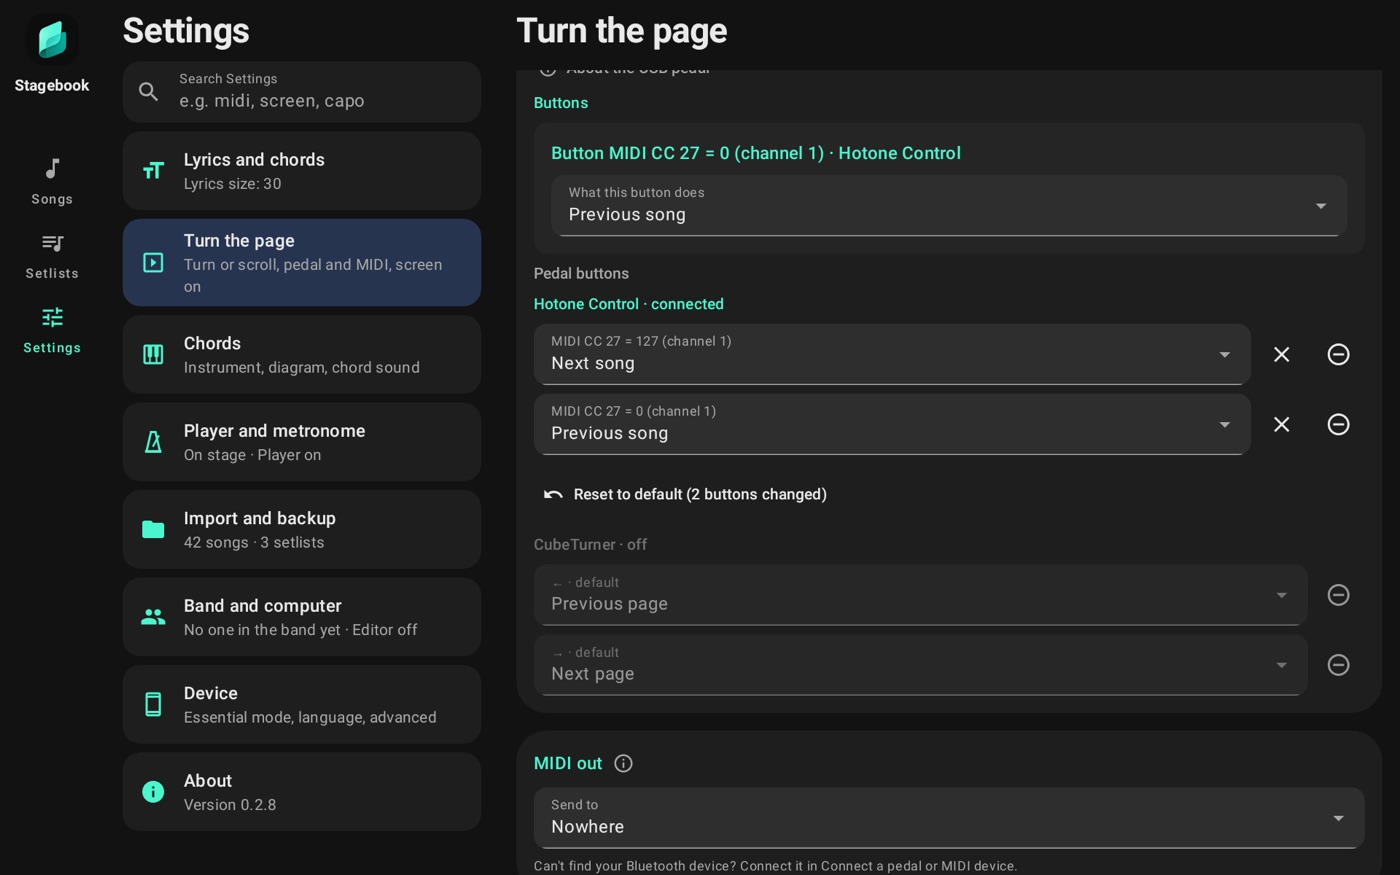 Stagebook
Songs
Setlists
Settings
Settings
Search Settings
e.g. midi, screen, capo
Lyrics and chords
Lyrics size: 30
Turn the page
Turn or scroll, pedal and MIDI, screen
on
Chords
Instrument, diagram, chord sound
Player and metronome
On stage · Player on
Import and backup
42 songs · 3 setlists
Band and computer
No one in the band yet · Editor off
Device
Essential mode, language, advanced
About
Version 0.2.8
Turn the page
About the USB pedal
Buttons
Button MIDI CC 27 = 0 (channel 1) · Hotone Control
What this button does
Previous song
Pedal buttons
Hotone Control · connected
MIDI CC 27 = 127 (channel 1)
Next song
MIDI CC 27 = 0 (channel 1)
Previous song
Reset to default (2 buttons changed)
CubeTurner · off
← · default
Previous page
→ · default
Next page
MIDI out
Send to
Nowhere
Can't find your Bluetooth device? Connect it in Connect a pedal or MIDI device.